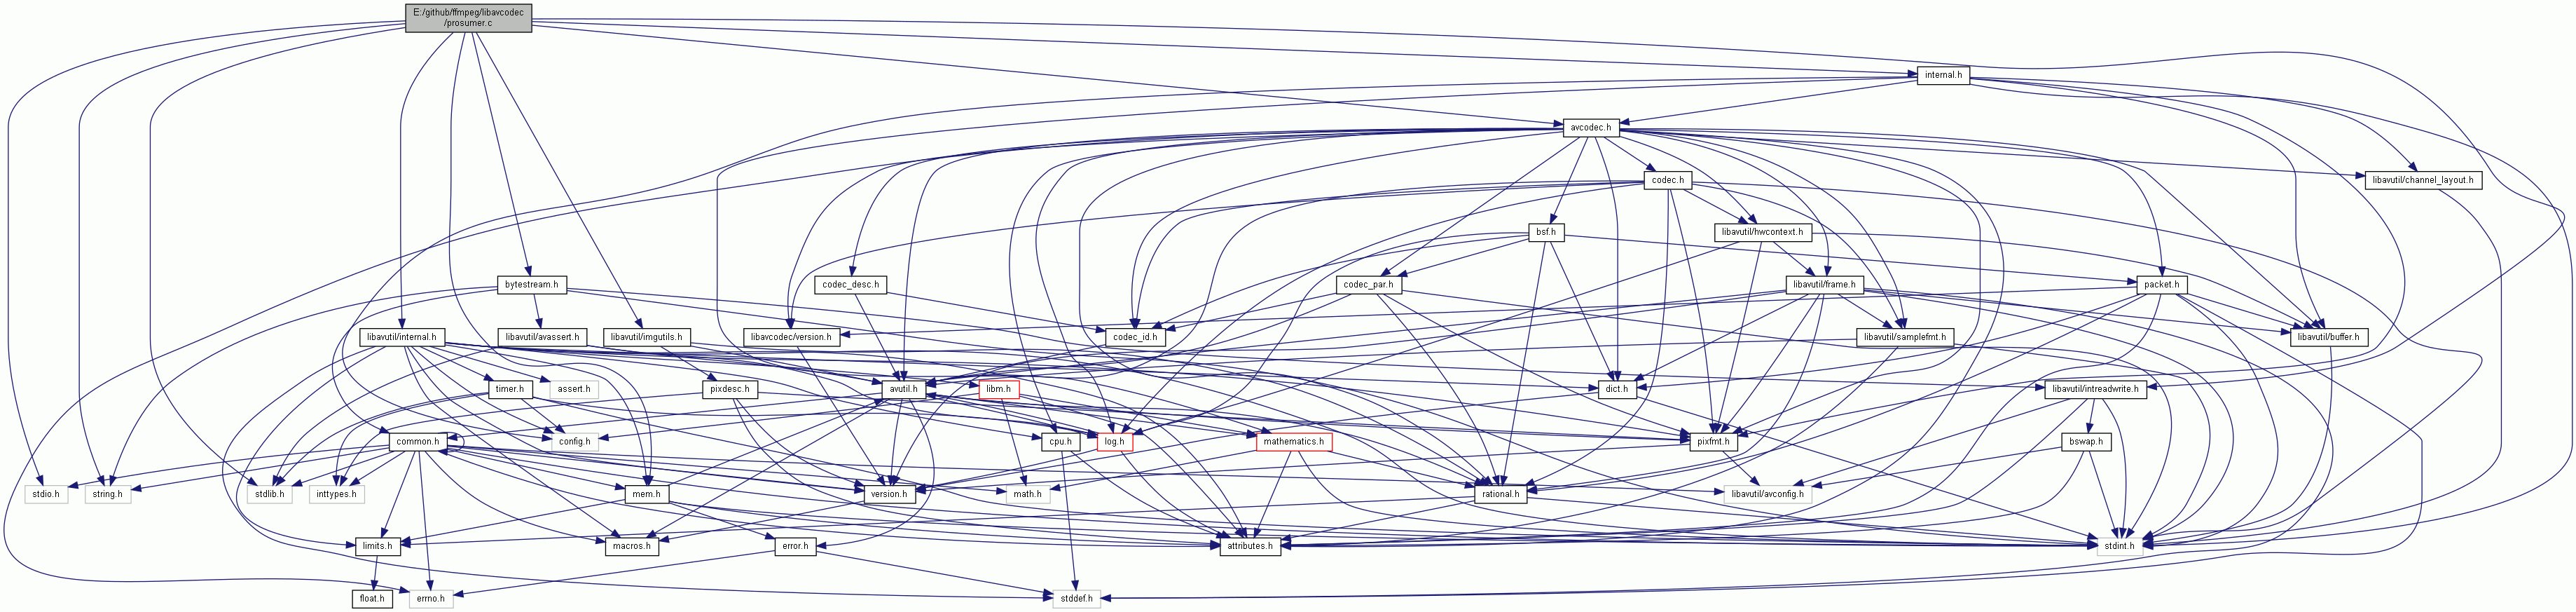 E:/github/ffmpeg/libavcodec
/prosumer.c
internal.h
avcodec.h
codec.h
libavutil/channel_layout.h
bsf.h
libavutil/hwcontext.h
bytestream.h
codec_desc.h
codec_par.h
libavutil/frame.h
packet.h
libavutil/internal.h
libavutil/avassert.h
libavutil/imgutils.h
libavcodec/version.h
codec_id.h
libavutil/samplefmt.h
libavutil/buffer.h
timer.h
assert.h
pixdesc.h
avutil.h
libm.h
dict.h
libavutil/intreadwrite.h
common.h
config.h
cpu.h
log.h
mathematics.h
pixfmt.h
bswap.h
stdio.h
string.h
stdlib.h
inttypes.h
mem.h
version.h
math.h
rational.h
libavutil/avconfig.h
limits.h
macros.h
error.h
attributes.h
stdint.h
float.h
errno.h
stddef.h